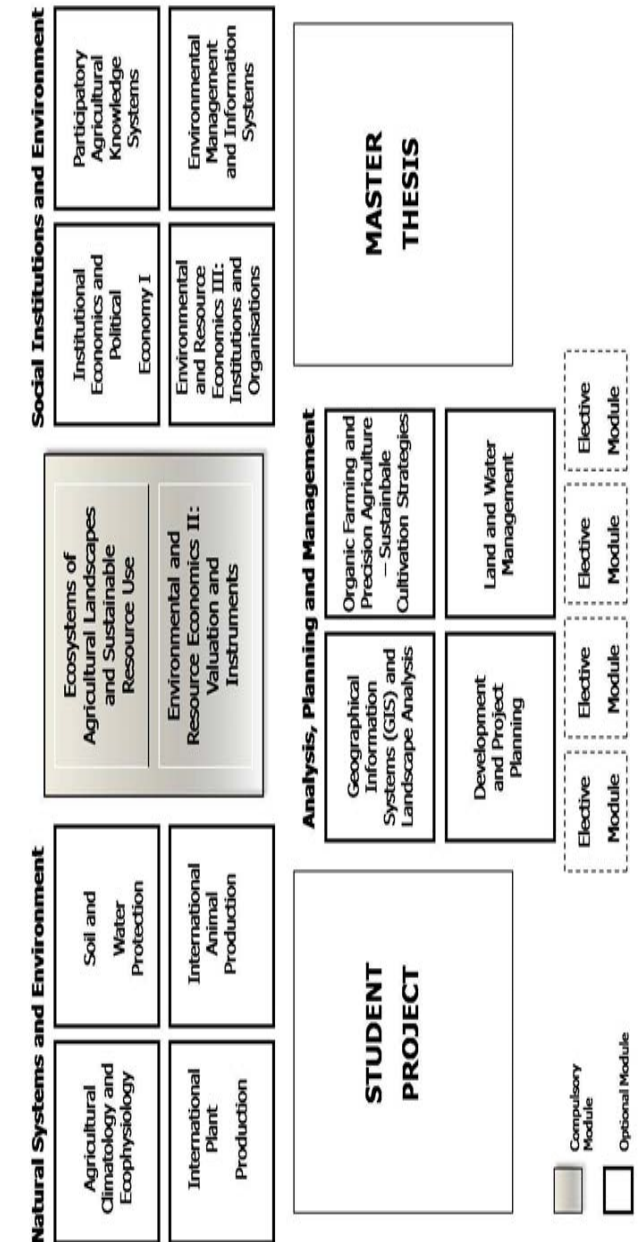 Natural Systems and Environment
Agricultural
Climatology and
Ecophysiology
Soil and
Water
Protection
International
Plant
Production
International
Animal
Production
Ecosystems of
Agricultural Landscapes
and Sustainable
Resource Use
Environmental and
Resource Economics II:
Valuation and
Instruments
Social Institutions and Environment
Institutional
Economics and
Political
Economy I
Participatory
Agricultural
Knowledge
Systems
Environmental
and Resource
Economics III:
Institutions and
Organisations
Environmental
Management
and Information
Systems
STUDENT
PROJECT
Analysis, Planning and Management
Geographical
Information
Systems (GIS) and
Landscape Analysis
Organic Farming and
Precision Agriculture
– Sustainbale
Cultivation Strategies
Development
and Project
Planning
Land and Water
Management
MASTER
THESIS
Elective
Module
Elective
Module
Elective
Module
Elective
Module
Compulsory
Module
Optional Module